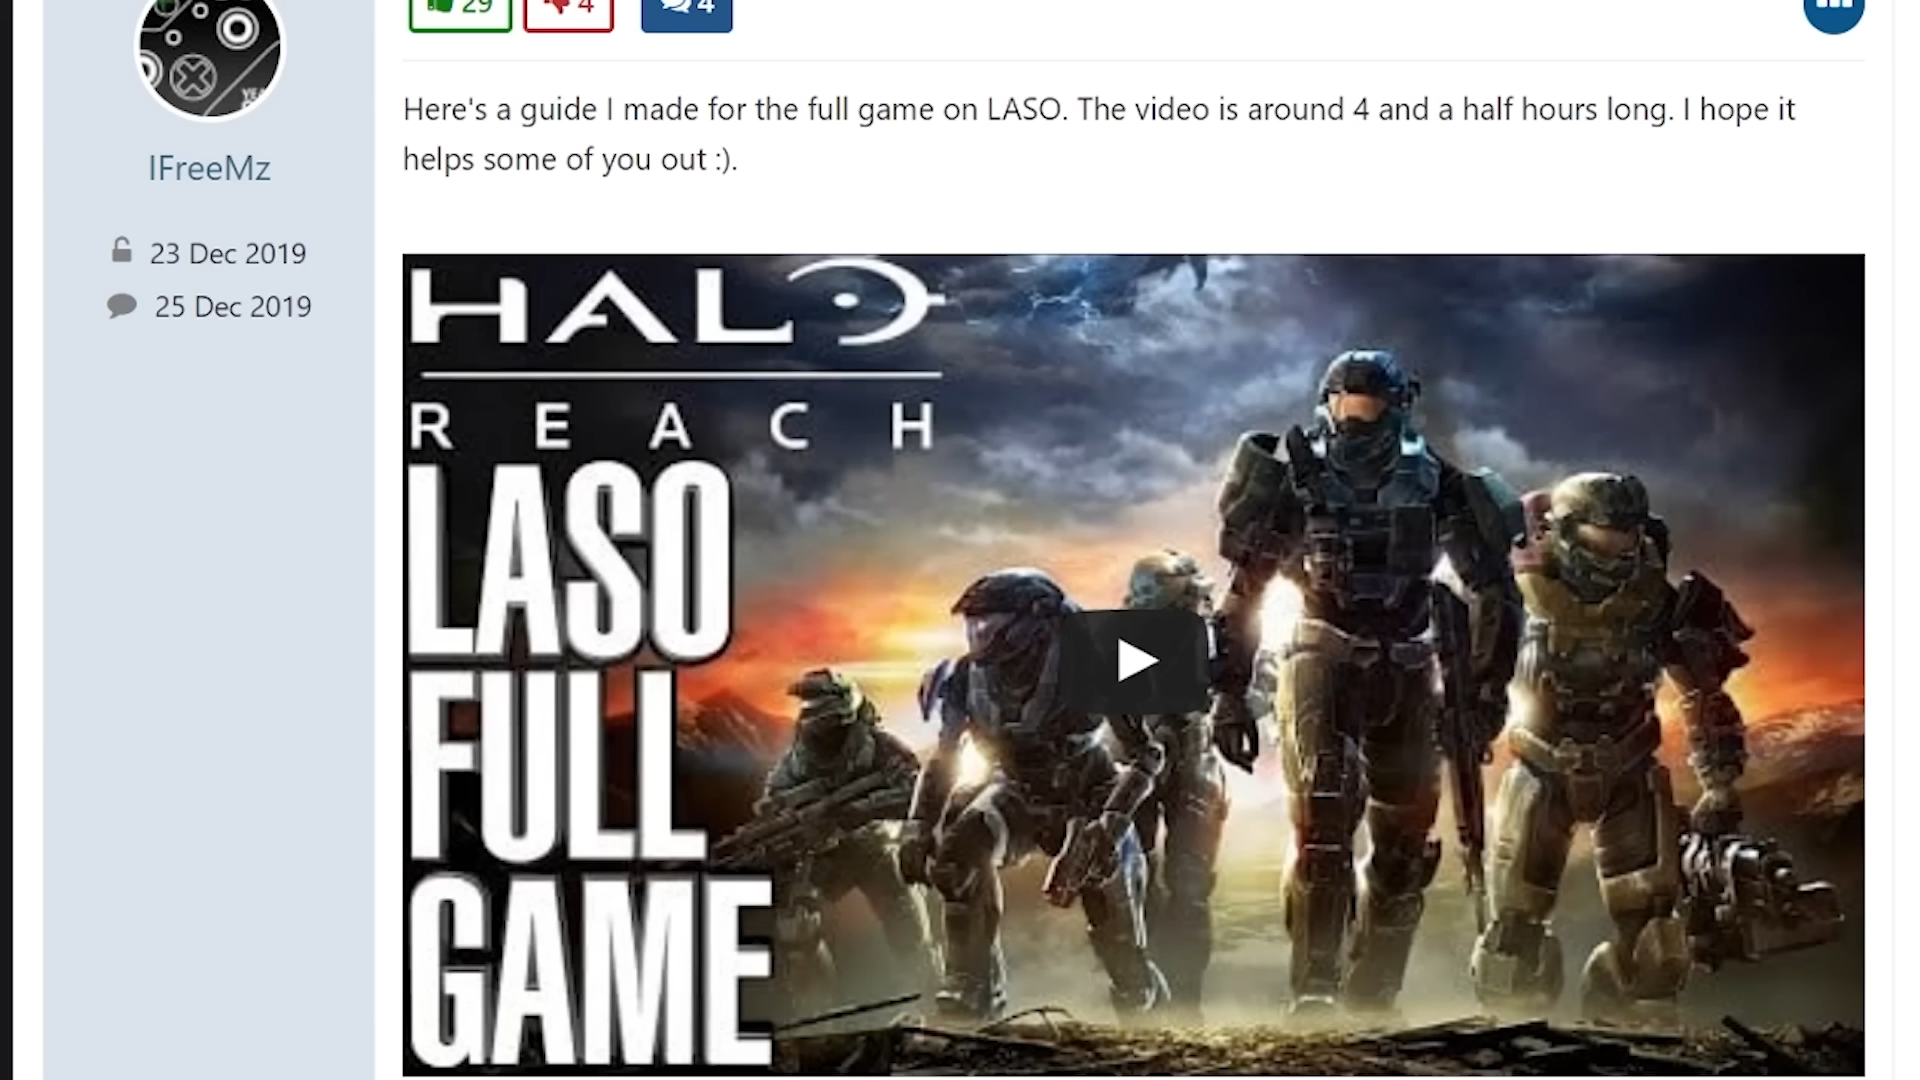 29
4
4
Here's a guide I made for the full game on LASO. The video is around 4 and a half hours long. I hope it
helps some of you out :).
IFreeMz
23 Dec 2019
25 Dec 2019
HALO
REACH
LASO
FULL
GAME